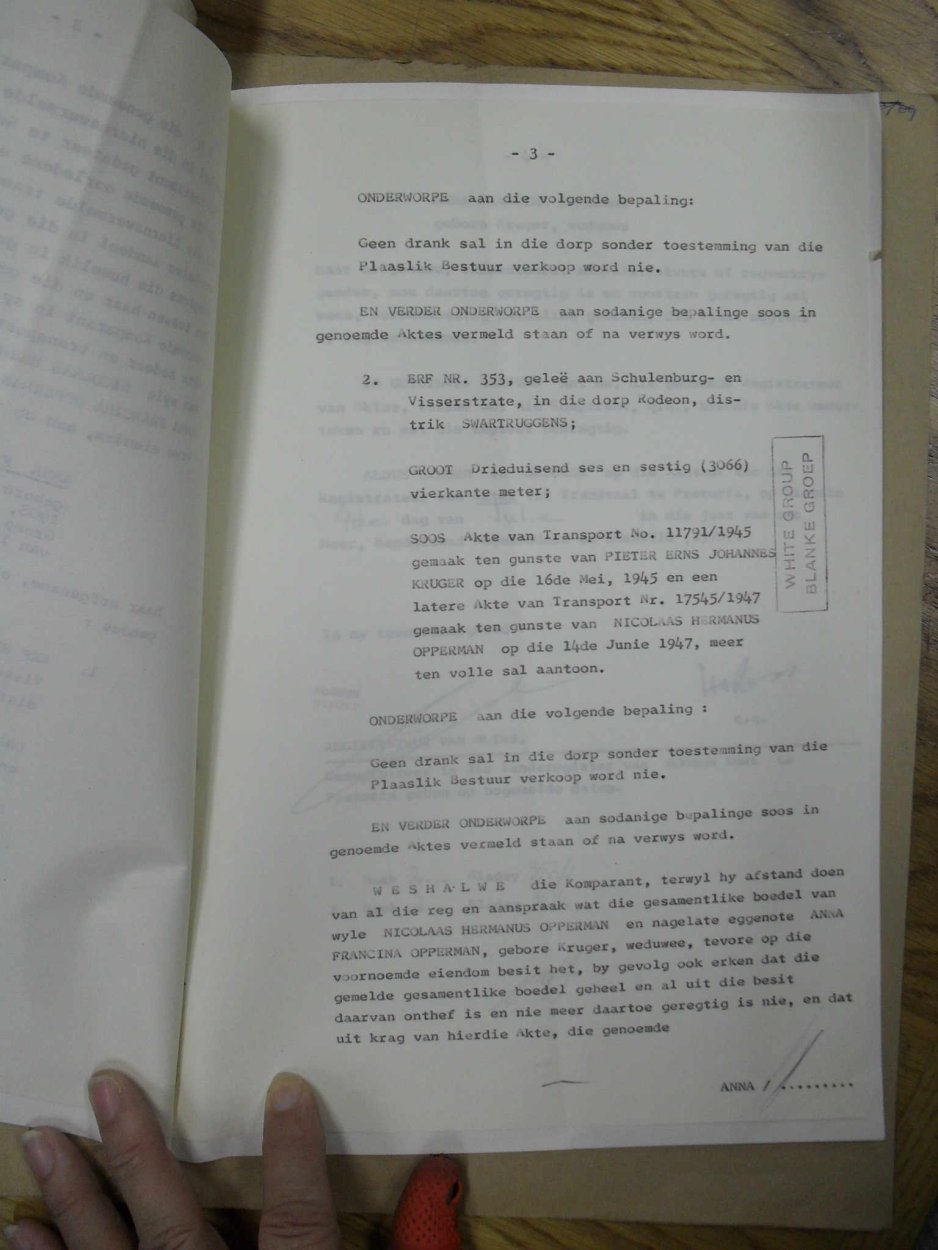 - 3 -
ONDERWORPE aan die volgende bepaling:
Geen drank sal in die dorp sonder toestemming van die
Plaaslik Bestuur verkoop word nie.
EN VERDER ONDERWORPE aan sodanige bepalinge soos in
genoemde Aktes vermeld staan of na verwys word.
2. ERF NR. 353, geleë aan Schulenburg- en
Visserstrate, in die dorp Rodeon, dis-
trik SWARTRUGGENS;
GROOT Drieduisend ses en sestig (3066)
vierkante meter;
SOOS Akte van Transport No. 11791/1945
gemaak ten gunste van PIETER ERNS JOHANNES
KRUGER op die 16de Mei, 1945 en een
latere Akte van Transport Nr. 17545/1947
gemaak ten gunste van NICOLAAS HERMANUS
OPPERMAN op die 14de Junie 1947, meer
ten volle sal aantoon.
WHITE GROUP
BLANKE GROEP
ONDERWORPE aan die volgende bepaling :
Geen drank sal in die dorp sonder toestemming van die
Plaaslik Bestuur verkoop word nie.
EN VERDER ONDERWORPE aan sodanige bepalinge soos in
genoemde Aktes vermeld staan of na verwys word.
W E S H A L W E die Komparant, terwyl hy afstand doen
van al die reg en aanspraak wat die gesamentlike boedel van
wyle NICOLAAS HERMANUS OPPERMAN en nagelate eggenote ANNA
FRANCINA OPPERMAN, gebore Kruger, weduwee, tevore op die
voornoemde eiendom besit het, by gevolg ook erken dat die
gemelde gesamentlike boedel geheel en al uit die besit
daarvan onthef is en nie meer daartoe geregtig is nie, en dat
uit krag van hierdie Akte, die genoemde
ANNA /.........